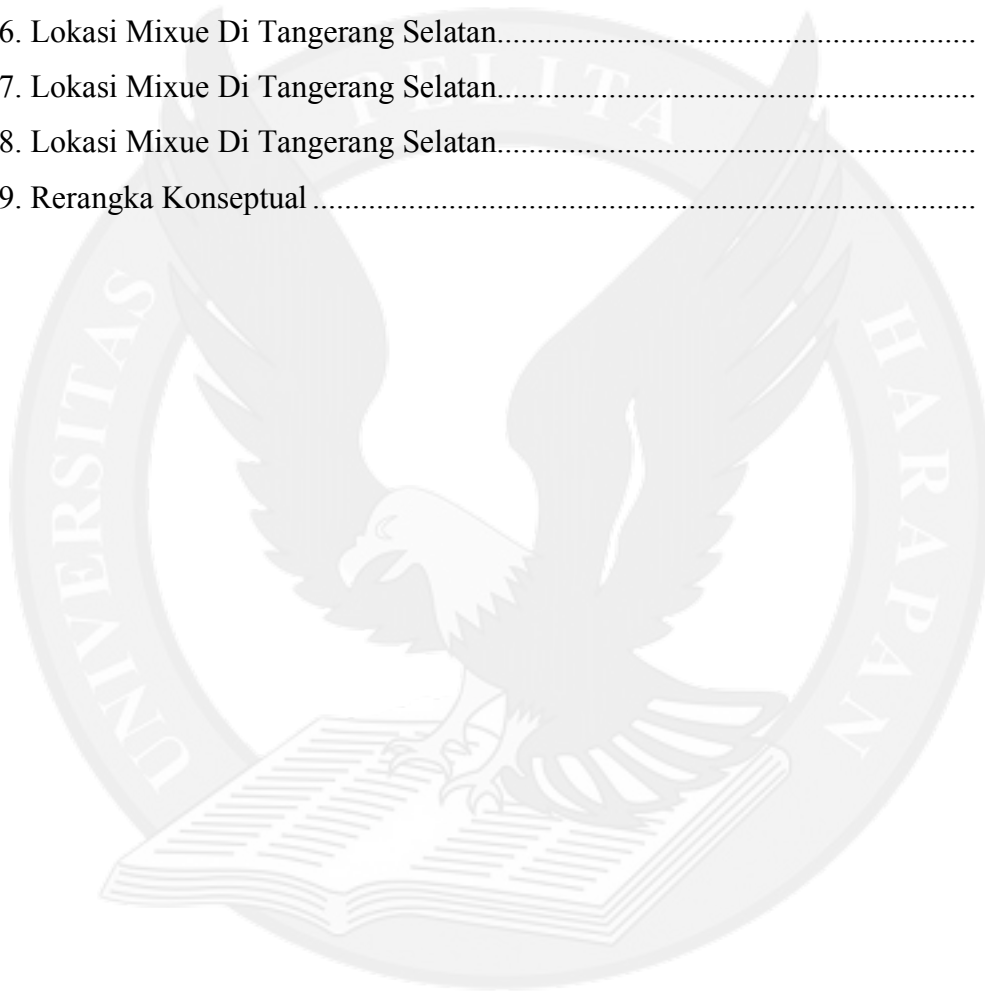 6. Lokasi Mixue Di Tangerang Selatan............................................................
7. Lokasi Mixue Di Tangerang Selatan............................................................
8. Lokasi Mixue Di Tangerang Selatan............................................................
9. Rerangka Konseptual...................................................................................
UNIVERSITAS PELITA HARAPAN